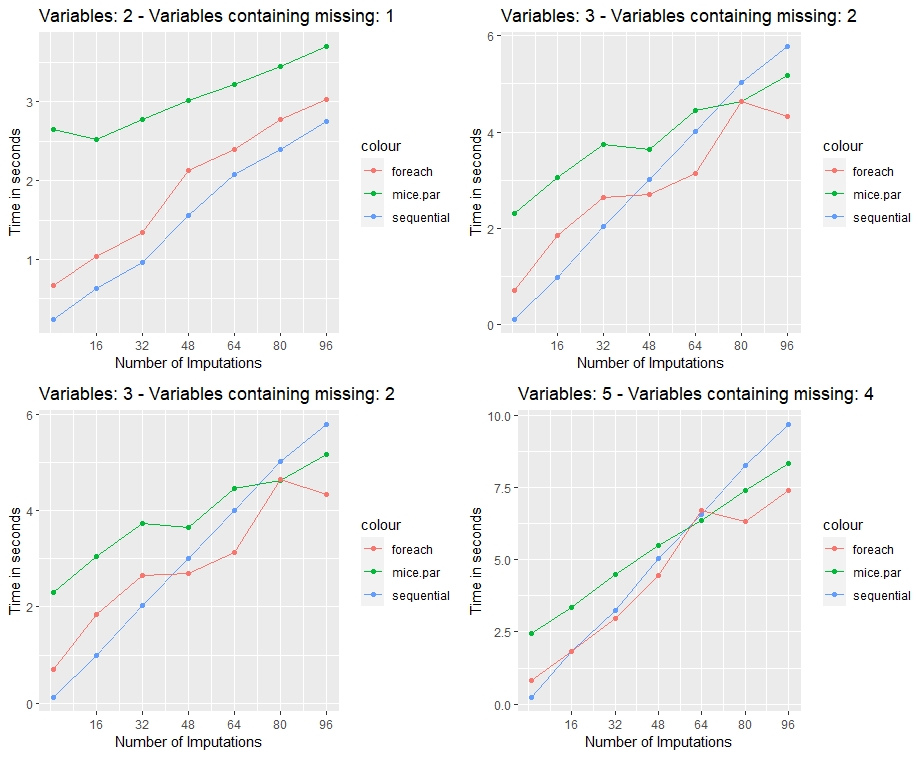 Variables: 2 - Variables containing missing: 1
3
2
1
Time in seconds
16 32 48 64 80 96
Number of Imputations
colour
foreach
mice.par
sequential
Variables: 3 - Variables containing missing: 2
6
4
2
0
Time in seconds
16 32 48 64 80 96
Number of Imputations
colour
foreach
mice.par
sequential
Variables: 3 - Variables containing missing: 2
6
4
2
0
Time in seconds
16 32 48 64 80 96
Number of Imputations
colour
foreach
mice.par
sequential
Variables: 5 - Variables containing missing: 4
10.0
7.5
5.0
2.5
0.0
Time in seconds
16 32 48 64 80 96
Number of Imputations
colour
foreach
mice.par
sequential